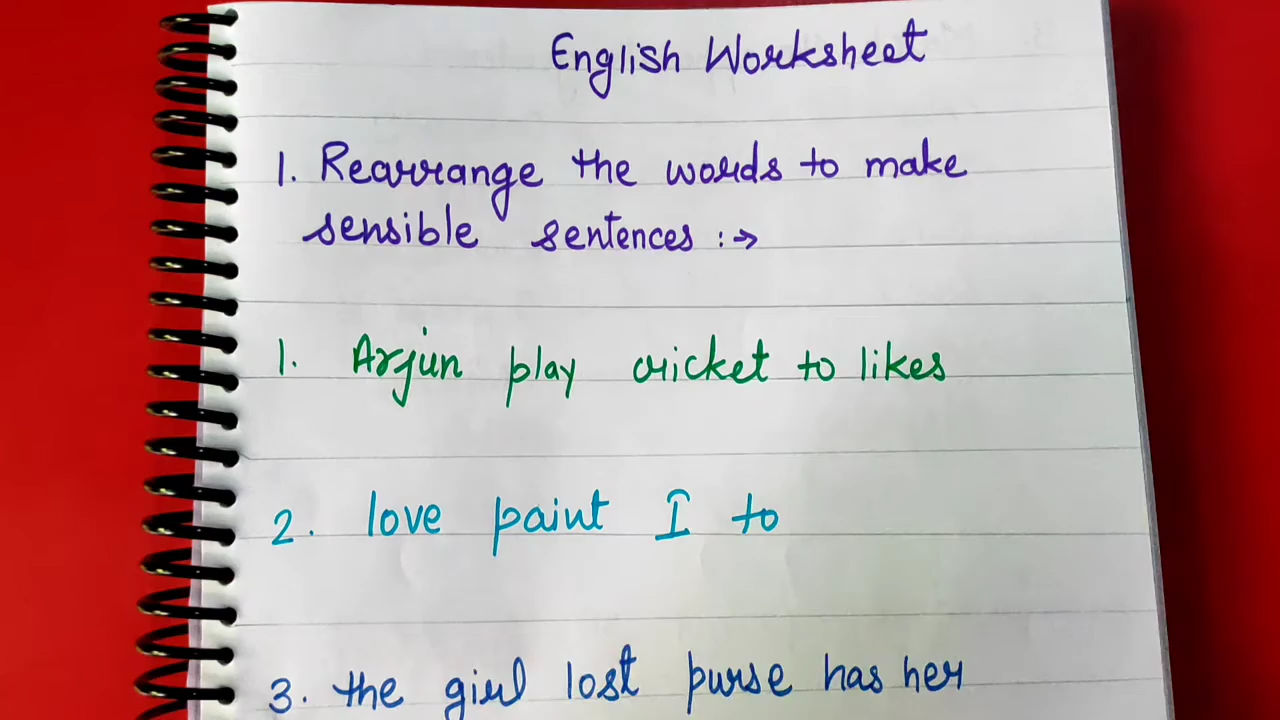 English Worksheet
1. Rearrange the words to make
sensible sentences :→
1. Arjun play cricket to likes
2. love paint I to
3. the girl lost purse has her